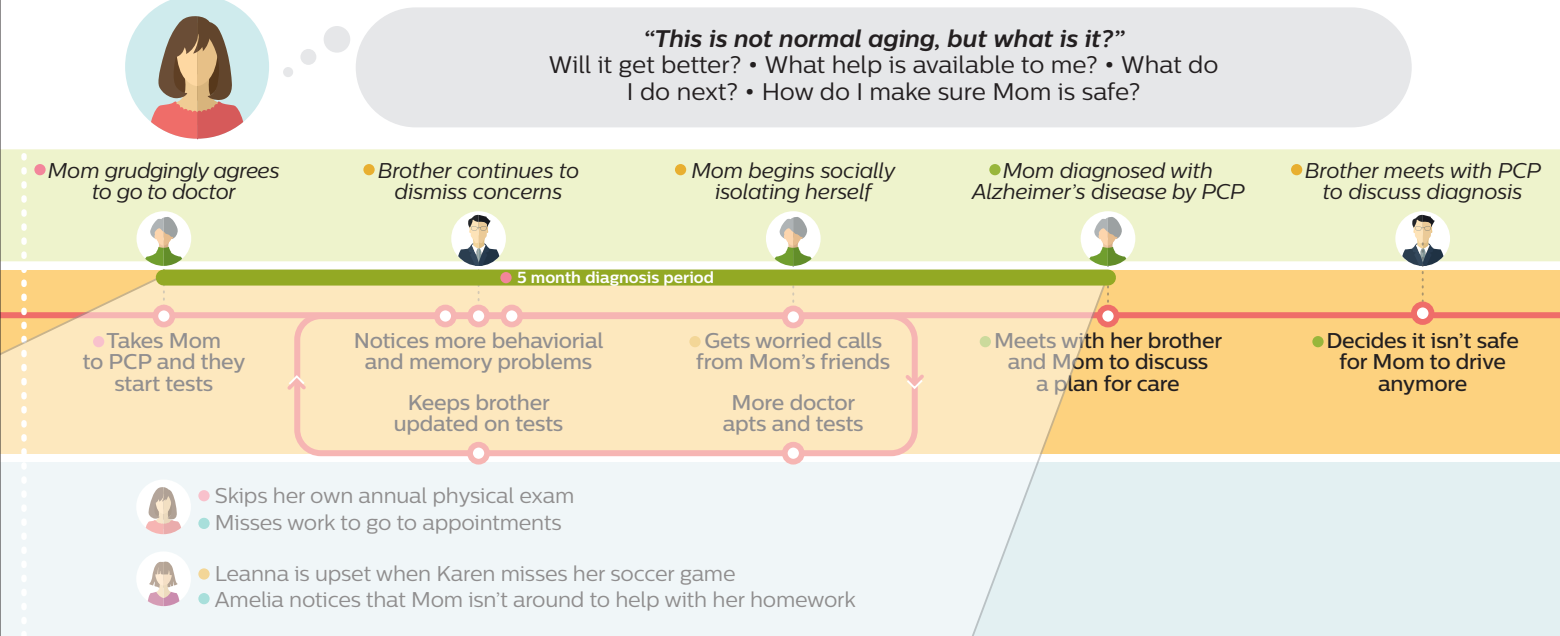 “This is not normal aging, but what is it?”
Will it get better? • What help is available to me? • What do
I do next? • How do I make sure Mom is safe?
Mom grudgingly agrees
to go to doctor
Brother continues to
dismiss concerns
Mom begins socially
isolating herself
Mom diagnosed with
Alzheimer’s disease by PCP
Brother meets with PCP
to discuss diagnosis
5 month diagnosis period
Takes Mom
to PCP and they
start tests
Notices more behaviorial
and memory problems
Keeps brother
updated on tests
Gets worried calls
from Mom’s friends
More doctor
apts and tests
Meets with her brother
and Mom to discuss
a plan for care
Decides it isn’t safe
for Mom to drive
anymore
Skips her own annual physical exam
Misses work to go to appointments
Leanna is upset when Karen misses her soccer game
Amelia notices that Mom isn’t around to help with her homework